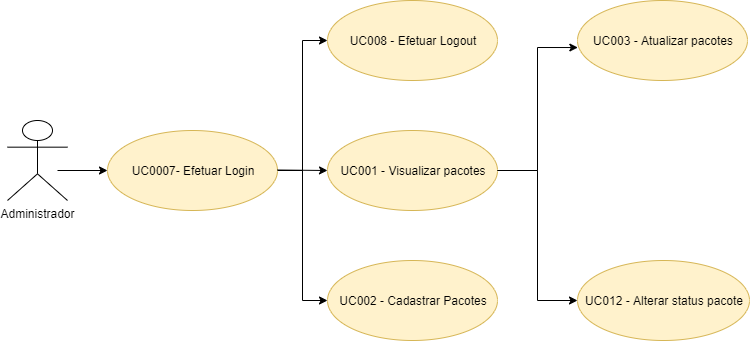 UC008 - Efetuar Logout
UC003 - Atualizar pacotes
UC0007- Efetuar Login
UC001 - Visualizar pacotes
Administrador
UC002 - Cadastrar Pacotes
UC012 - Alterar status pacote